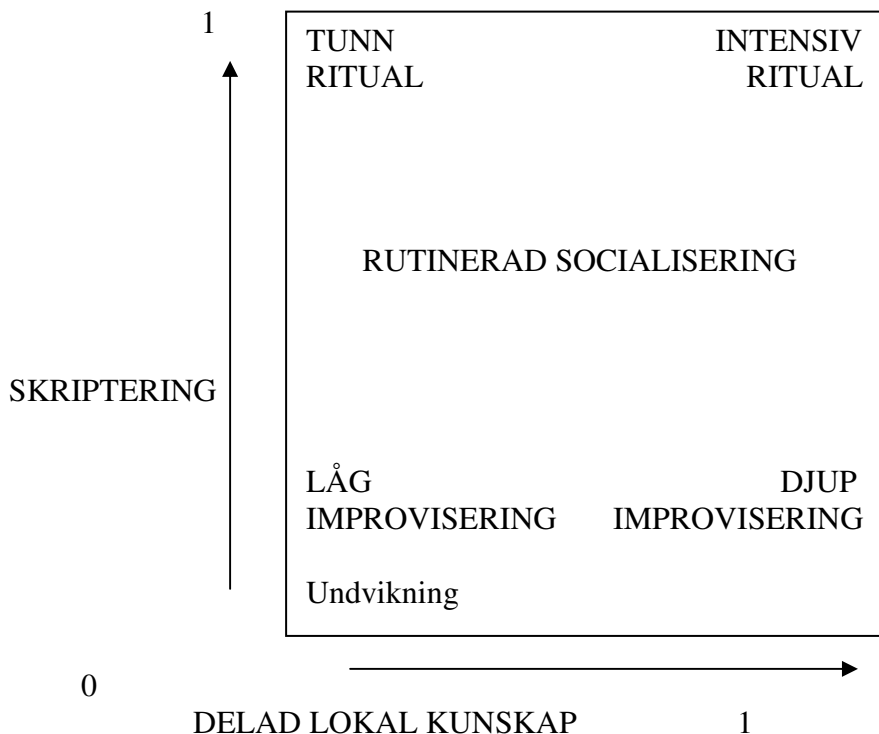 1
TUNN INTENSIV
RITUAL RITUAL
RUTINERAD SOCIALISERING
SKRIPTERING
LÅG DJUP
IMPROVISERING IMPROVISERING
Undvikning
0
DELAD LOKAL KUNSKAP 1